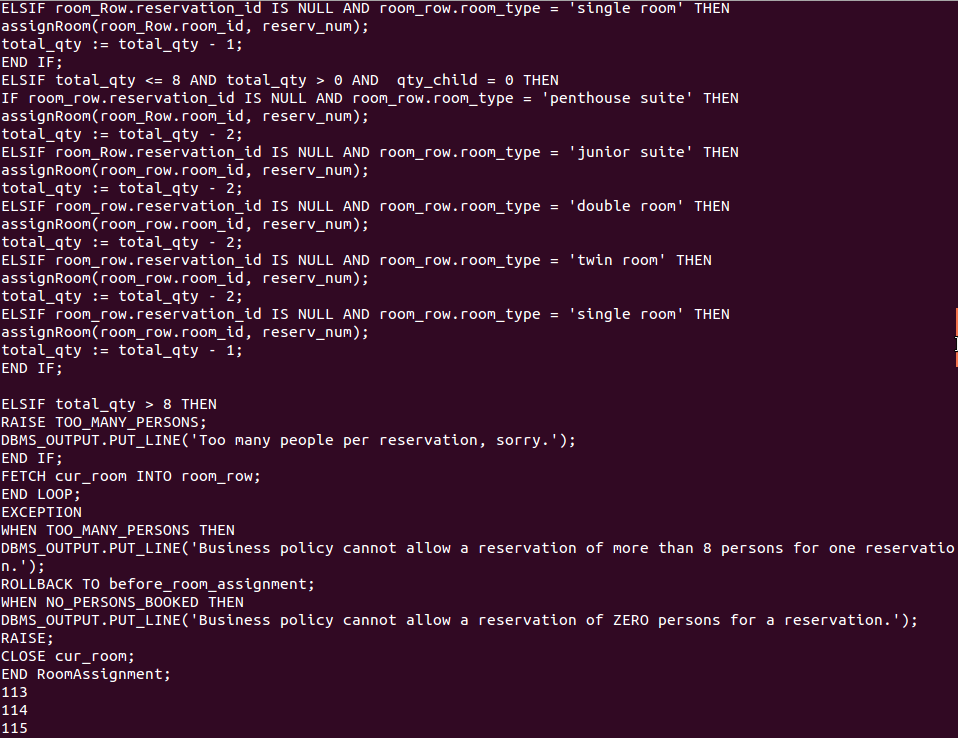 ELSIF room_Row.reservation_id IS NULL AND room_row.room_type = 'single room' THEN
assignRoom(room_Row.room_id, reserv_num);
total_qty := total_qty - 1;
END IF;
ELSIF total_qty <= 8 AND total_qty > 0 AND  qty_child = 0 THEN
IF room_row.reservation_id IS NULL AND room_row.room_type = 'penthouse suite' THEN
assignRoom(room_Row.room_id, reserv_num);
total_qty := total_qty - 2;
ELSIF room_Row.reservation_id IS NULL AND room_row.room_type = 'junior suite' THEN
assignRoom(room_row.room_id, reserv_num);
total_qty := total_qty - 2;
ELSIF room_row.reservation_id IS NULL AND room_row.room_type = 'double room' THEN
assignRoom(room_row.room_id, reserv_num);
total_qty := total_qty - 2;
ELSIF room_row.reservation_id IS NULL AND room_row.room_type = 'twin room' THEN
assignRoom(room_row.room_id, reserv_num);
total_qty := total_qty - 2;
ELSIF room_row.reservation_id IS NULL AND room_row.room_type = 'single room' THEN
assignRoom(room_row.room_id, reserv_num);
total_qty := total_qty - 1;
END IF;

ELSIF total_qty > 8 THEN
RAISE TOO_MANY_PERSONS;
DBMS_OUTPUT.PUT_LINE('Too many people per reservation, sorry.');
END IF;
FETCH cur_room INTO room_row;
END LOOP;
EXCEPTION
WHEN TOO_MANY_PERSONS THEN
DBMS_OUTPUT.PUT_LINE('Business policy cannot allow a reservation of more than 8 persons for one reservatio
n.');
ROLLBACK TO before_room_assignment;
WHEN NO_PERSONS_BOOKED THEN
DBMS_OUTPUT.PUT_LINE('Business policy cannot allow a reservation of ZERO persons for a reservation.');
RAISE;
CLOSE cur_room;
END RoomAssignment;
113
114
115